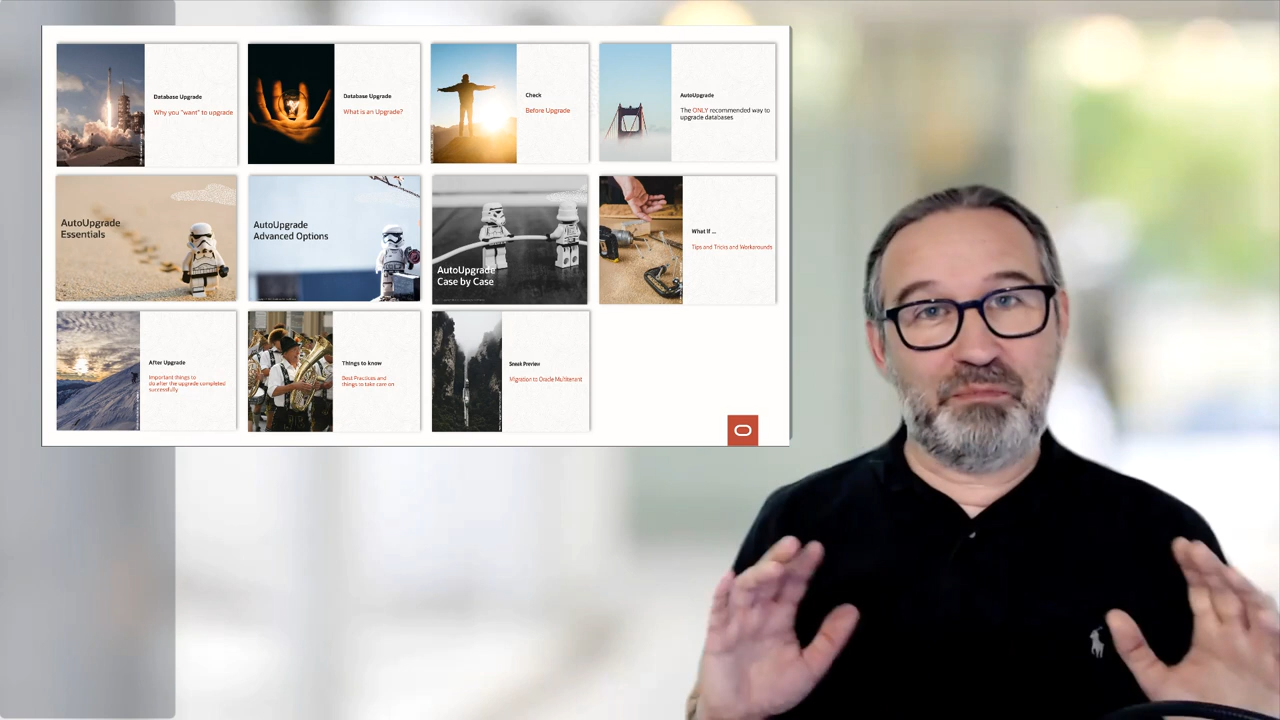 Database Upgrade
Why you "want" to upgrade
Database Upgrade
What is an Upgrade?
Check
Before Upgrade
AutoUpgrade
The ONLY recommended way to
upgrade databases
AutoUpgrade
Essentials
AutoUpgrade
Advanced Options
AutoUpgrade
Case by Case
What If ...
Tips and Tricks and Workarounds
After Upgrade
Important things to
do after the upgrade completed
successfully
Things to know
Best Practices and
things to take care on
Sneak Preview
Migration to Oracle Multitenant